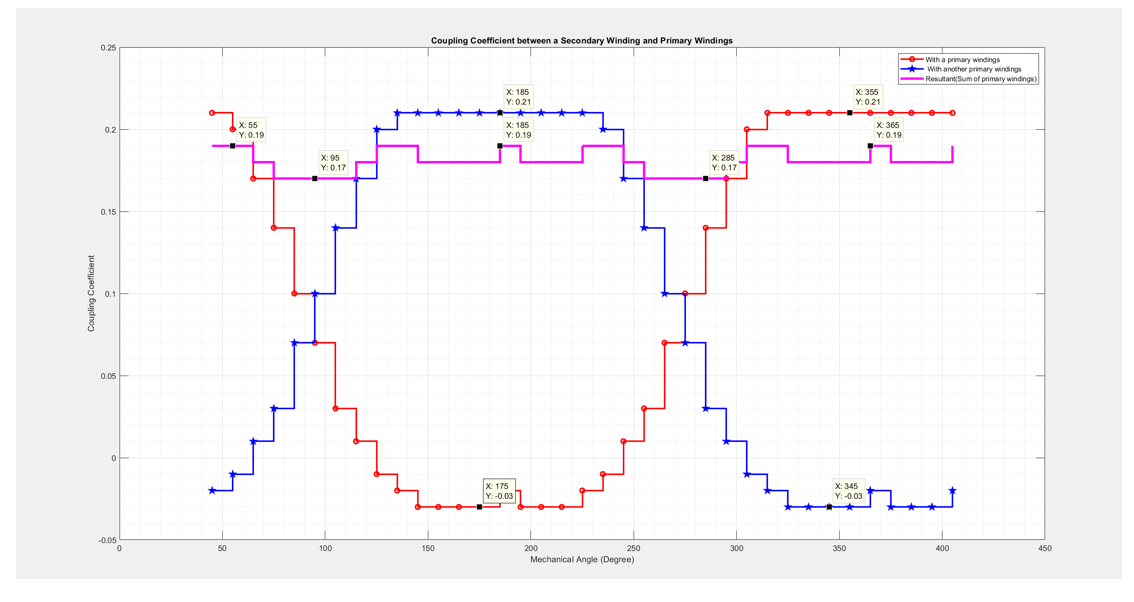 Coupling Coefficient between a Secondary Winding and Primary Windings
With a primary windings
With another primary windings
Resultant(Sum of primary windings)
X: 55
Y: 0.19
X: 95
Y: 0.17
X: 185
Y: 0.21
X: 185
Y: 0.19
X: 285
Y: 0.17
X: 355
Y: 0.21
X: 365
Y: 0.19
X: 175
Y: -0.03
X: 345
Y: -0.03
0.25
0.2
0.15
0.1
0.05
0
-0.05
Coupling Coefficient
0 50 100 150 200 250 300 350 400 450
Mechanical Angle (Degree)